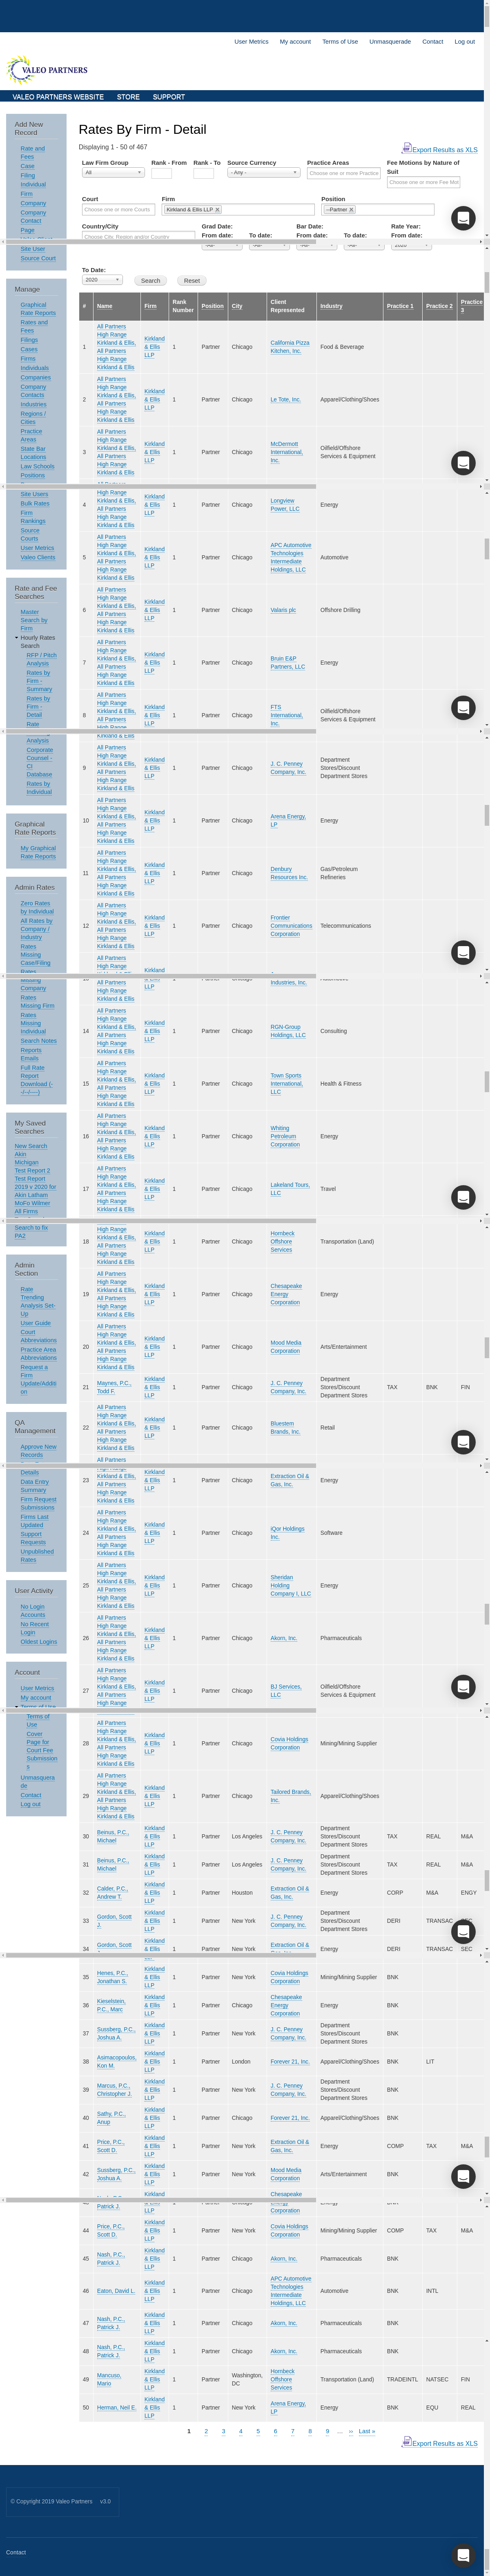 User Metrics My account Terms of Use Unmasquerade Contact Log out
VALEO PARTNERS
VALEO PARTNERS WEBSITE STORE SUPPORT
Add New Record
Rate and Fees
Case
Filing
Individual
Firm
Company
Company Contact
Page
Site User
Source Court
Manage
Graphical Rate Reports
Rates and Fees
Filings
Cases
Firms
Individuals
Companies
Company Contacts
Industries
Regions / Cities
Practice Areas
State Bar Locations
Law Schools
Positions
Site Users
Bulk Rates
Firm Rankings
Source Courts
User Metrics
Valeo Clients
Rate and Fee Searches
Master Search by Firm
Hourly Rates Search
RFP / Pitch Analysis
Rates by Firm - Summary
Rates by Firm - Detail
Rate
Analysis
Corporate Counsel - CI Database
Rates by Individual
Graphical Rate Reports
My Graphical Rate Reports
Admin Rates
Zero Rates by Individual
All Rates by Company / Industry
Rates Missing Case/Filing
Rates Missing Company
Rates Missing Firm
Rates Missing Individual
Search Notes
Reports Emails
Full Rate Report Download (--/--/----)
My Saved Searches
New Search
Akin
Michigan
Test Report 2
Test Report
2019 v 2020 for Akin Latham MoFo Wilmer
All Firms
Search to fix
PA2
Admin Section
Rate Trending Analysis Set-Up
User Guide
Court Abbreviations
Practice Area Abbreviations
Request a Firm Update/Addition
QA Management
Approve New Records
Details
Data Entry Summary
Firm Request Submissions
Firms Last Updated
Support Requests
Unpublished Rates
User Activity
No Login Accounts
No Recent Login
Oldest Logins
Account
User Metrics
My account
Terms of Use
Terms of Use
Cover Page for Court Fee Submissions
Unmasquerade
Contact
Log out
Rates By Firm - Detail
Displaying 1 - 50 of 467
Export Results as XLS
Law Firm Group Rank - From Rank - To Source Currency Practice Areas Fee Motions by Nature of Suit
All - Any - Choose one or more Practice Choose one or more Fee Mot
Court Firm Position
Choose one or more Courts Kirkland & Ellis LLP --Partner
Country/City Grad Date: Bar Date: Rate Year:
Choose City, Region and/or Country From date: To date: From date: To date: From date:
2020
To Date:
2020 Search Reset
# Name Firm Rank Number Position City Client Represented Industry Practice 1 Practice 2 Practice 3
1 All Partners High Range Kirkland & Ellis, All Partners High Range Kirkland & Ellis Kirkland & Ellis LLP 1 Partner Chicago California Pizza Kitchen, Inc. Food & Beverage
2 All Partners High Range Kirkland & Ellis, All Partners High Range Kirkland & Ellis Kirkland & Ellis LLP 1 Partner Chicago Le Tote, Inc. Apparel/Clothing/Shoes
3 All Partners High Range Kirkland & Ellis, All Partners High Range Kirkland & Ellis Kirkland & Ellis LLP 1 Partner Chicago McDermott International, Inc. Oilfield/Offshore Services & Equipment
4 High Range Kirkland & Ellis, All Partners High Range Kirkland & Ellis Kirkland & Ellis LLP 1 Partner Chicago Longview Power, LLC Energy
5 All Partners High Range Kirkland & Ellis, All Partners High Range Kirkland & Ellis Kirkland & Ellis LLP 1 Partner Chicago APC Automotive Technologies Intermediate Holdings, LLC Automotive
6 All Partners High Range Kirkland & Ellis, All Partners High Range Kirkland & Ellis Kirkland & Ellis LLP 1 Partner Chicago Valaris plc Offshore Drilling
7 All Partners High Range Kirkland & Ellis, All Partners High Range Kirkland & Ellis Kirkland & Ellis LLP 1 Partner Chicago Bruin E&P Partners, LLC Energy
8 All Partners High Range Kirkland & Ellis, All Partners High Range Kirkland & Ellis Kirkland & Ellis LLP 1 Partner Chicago FTS International, Inc. Oilfield/Offshore Services & Equipment
9 All Partners High Range Kirkland & Ellis, All Partners High Range Kirkland & Ellis Kirkland & Ellis LLP 1 Partner Chicago J. C. Penney Company, Inc. Department Stores/Discount Department Stores
10 All Partners High Range Kirkland & Ellis, All Partners High Range Kirkland & Ellis Kirkland & Ellis LLP 1 Partner Chicago Arena Energy, LP Energy
11 All Partners High Range Kirkland & Ellis, All Partners High Range Kirkland & Ellis Kirkland & Ellis LLP 1 Partner Chicago Denbury Resources Inc. Gas/Petroleum Refineries
12 All Partners High Range Kirkland & Ellis, All Partners High Range Kirkland & Ellis Kirkland & Ellis LLP 1 Partner Chicago Frontier Communications Corporation Telecommunications
All Partners High Range All Partners High Range Kirkland & Ellis Kirkland LLP Industries, Inc.
14 All Partners High Range Kirkland & Ellis, All Partners High Range Kirkland & Ellis Kirkland & Ellis LLP 1 Partner Chicago RGN-Group Holdings, LLC Consulting
15 All Partners High Range Kirkland & Ellis, All Partners High Range Kirkland & Ellis Kirkland & Ellis LLP 1 Partner Chicago Town Sports International, LLC Health & Fitness
16 All Partners High Range Kirkland & Ellis, All Partners High Range Kirkland & Ellis Kirkland & Ellis LLP 1 Partner Chicago Whiting Petroleum Corporation Energy
17 All Partners High Range Kirkland & Ellis, All Partners High Range Kirkland & Ellis Kirkland & Ellis LLP 1 Partner Chicago Lakeland Tours, LLC Travel
18 High Range Kirkland & Ellis, All Partners High Range Kirkland & Ellis Kirkland & Ellis LLP 1 Partner Chicago Hornbeck Offshore Services Transportation (Land)
19 All Partners High Range Kirkland & Ellis, All Partners High Range Kirkland & Ellis Kirkland & Ellis LLP 1 Partner Chicago Chesapeake Energy Corporation Energy
20 All Partners High Range Kirkland & Ellis, All Partners High Range Kirkland & Ellis Kirkland & Ellis LLP 1 Partner Chicago Mood Media Corporation Arts/Entertainment
21 Maynes, P.C., Todd F. Kirkland & Ellis LLP 1 Partner Chicago J. C. Penney Company, Inc. Department Stores/Discount Department Stores TAX BNK FIN
22 All Partners High Range Kirkland & Ellis, All Partners High Range Kirkland & Ellis Kirkland & Ellis LLP 1 Partner Chicago Bluestem Brands, Inc. Retail
23 All Partners Kirkland & Ellis, All Partners High Range Kirkland & Ellis Kirkland & Ellis LLP 1 Partner Chicago Extraction Oil & Gas, Inc. Energy
24 All Partners High Range Kirkland & Ellis, All Partners High Range Kirkland & Ellis Kirkland & Ellis LLP 1 Partner Chicago iQor Holdings Inc. Software
25 All Partners High Range Kirkland & Ellis, All Partners High Range Kirkland & Ellis Kirkland & Ellis LLP 1 Partner Chicago Sheridan Holding Company I, LLC Energy
26 All Partners High Range Kirkland & Ellis, All Partners High Range Kirkland & Ellis Kirkland & Ellis LLP 1 Partner Chicago Akorn, Inc. Pharmaceuticals
27 All Partners High Range Kirkland & Ellis, All Partners High Range Kirkland & Ellis LLP 1 Partner Chicago BJ Services, LLC Oilfield/Offshore Services & Equipment
28 All Partners High Range Kirkland & Ellis, All Partners High Range Kirkland & Ellis Kirkland & Ellis LLP 1 Partner Chicago Covia Holdings Corporation Mining/Mining Supplier
29 All Partners High Range Kirkland & Ellis, All Partners High Range Kirkland & Ellis Kirkland & Ellis LLP 1 Partner Chicago Tailored Brands, Inc. Apparel/Clothing/Shoes
30 Beinus, P.C., Michael Kirkland & Ellis LLP 1 Partner Los Angeles J. C. Penney Company, Inc. Department Stores/Discount Department Stores TAX REAL M&A
31 Beinus, P.C., Michael Kirkland & Ellis LLP 1 Partner Los Angeles J. C. Penney Company, Inc. Department Stores/Discount Department Stores TAX REAL M&A
32 Calder, P.C., Andrew T. Kirkland & Ellis LLP 1 Partner Houston Extraction Oil & Gas, Inc. Energy CORP M&A ENGY
33 Gordon, Scott J. Kirkland & Ellis LLP 1 Partner New York J. C. Penney Company, Inc. Department Stores/Discount Department Stores DERI TRANSAC
34 Gordon, Scott Kirkland & Ellis 1 Partner New York Extraction Oil & Energy DERI TRANSAC SEC
35 Henes, P.C., Jonathan S. Kirkland & Ellis LLP 1 Partner New York Covia Holdings Corporation Mining/Mining Supplier BNK
36 Kieselstein, P.C., Marc Kirkland & Ellis LLP 1 Partner Chicago Chesapeake Energy Corporation Energy BNK
37 Sussberg, P.C., Joshua A. Kirkland & Ellis LLP 1 Partner New York J. C. Penney Company, Inc. Department Stores/Discount Department Stores BNK
38 Asimacopoulos, Kon M. Kirkland & Ellis LLP 1 Partner London Forever 21, Inc. Apparel/Clothing/Shoes BNK LIT
39 Marcus, P.C., Christopher J. Kirkland & Ellis LLP 1 Partner New York J. C. Penney Company, Inc. Department Stores/Discount Department Stores BNK
40 Sathy, P.C., Anup Kirkland & Ellis LLP 1 Partner Chicago Forever 21, Inc. Apparel/Clothing/Shoes BNK
41 Price, P.C., Scott D. Kirkland & Ellis LLP 1 Partner New York Extraction Oil & Gas, Inc. Energy COMP TAX M&A
42 Sussberg, P.C., Joshua A. Kirkland & Ellis LLP 1 Partner New York Mood Media Corporation Arts/Entertainment BNK
Patrick J. Kirkland LLP Chesapeake Corporation
44 Price, P.C., Scott D. Kirkland & Ellis LLP 1 Partner New York Covia Holdings Corporation Mining/Mining Supplier COMP TAX M&A
45 Nash, P.C., Patrick J. Kirkland & Ellis LLP 1 Partner Chicago Akorn, Inc. Pharmaceuticals BNK
46 Eaton, David L. Kirkland & Ellis LLP 1 Partner Chicago APC Automotive Technologies Intermediate Holdings, LLC Automotive BNK INTL
47 Nash, P.C., Patrick J. Kirkland & Ellis LLP 1 Partner Chicago Akorn, Inc. Pharmaceuticals BNK
48 Nash, P.C., Patrick J. Kirkland & Ellis LLP 1 Partner Chicago Akorn, Inc. Pharmaceuticals BNK
49 Mancuso, Mario Kirkland & Ellis LLP 1 Partner Washington, DC Hornbeck Offshore Services Transportation (Land) TRADEINTL NATSEC FIN
50 Herman, Neil E. Kirkland & Ellis LLP 1 Partner New York Arena Energy, LP Energy BNK EQU REAL
1 2 3 4 5 6 7 8 9 … ›› Last »
Export Results as XLS
© Copyright 2019 Valeo Partners v3.0
Contact